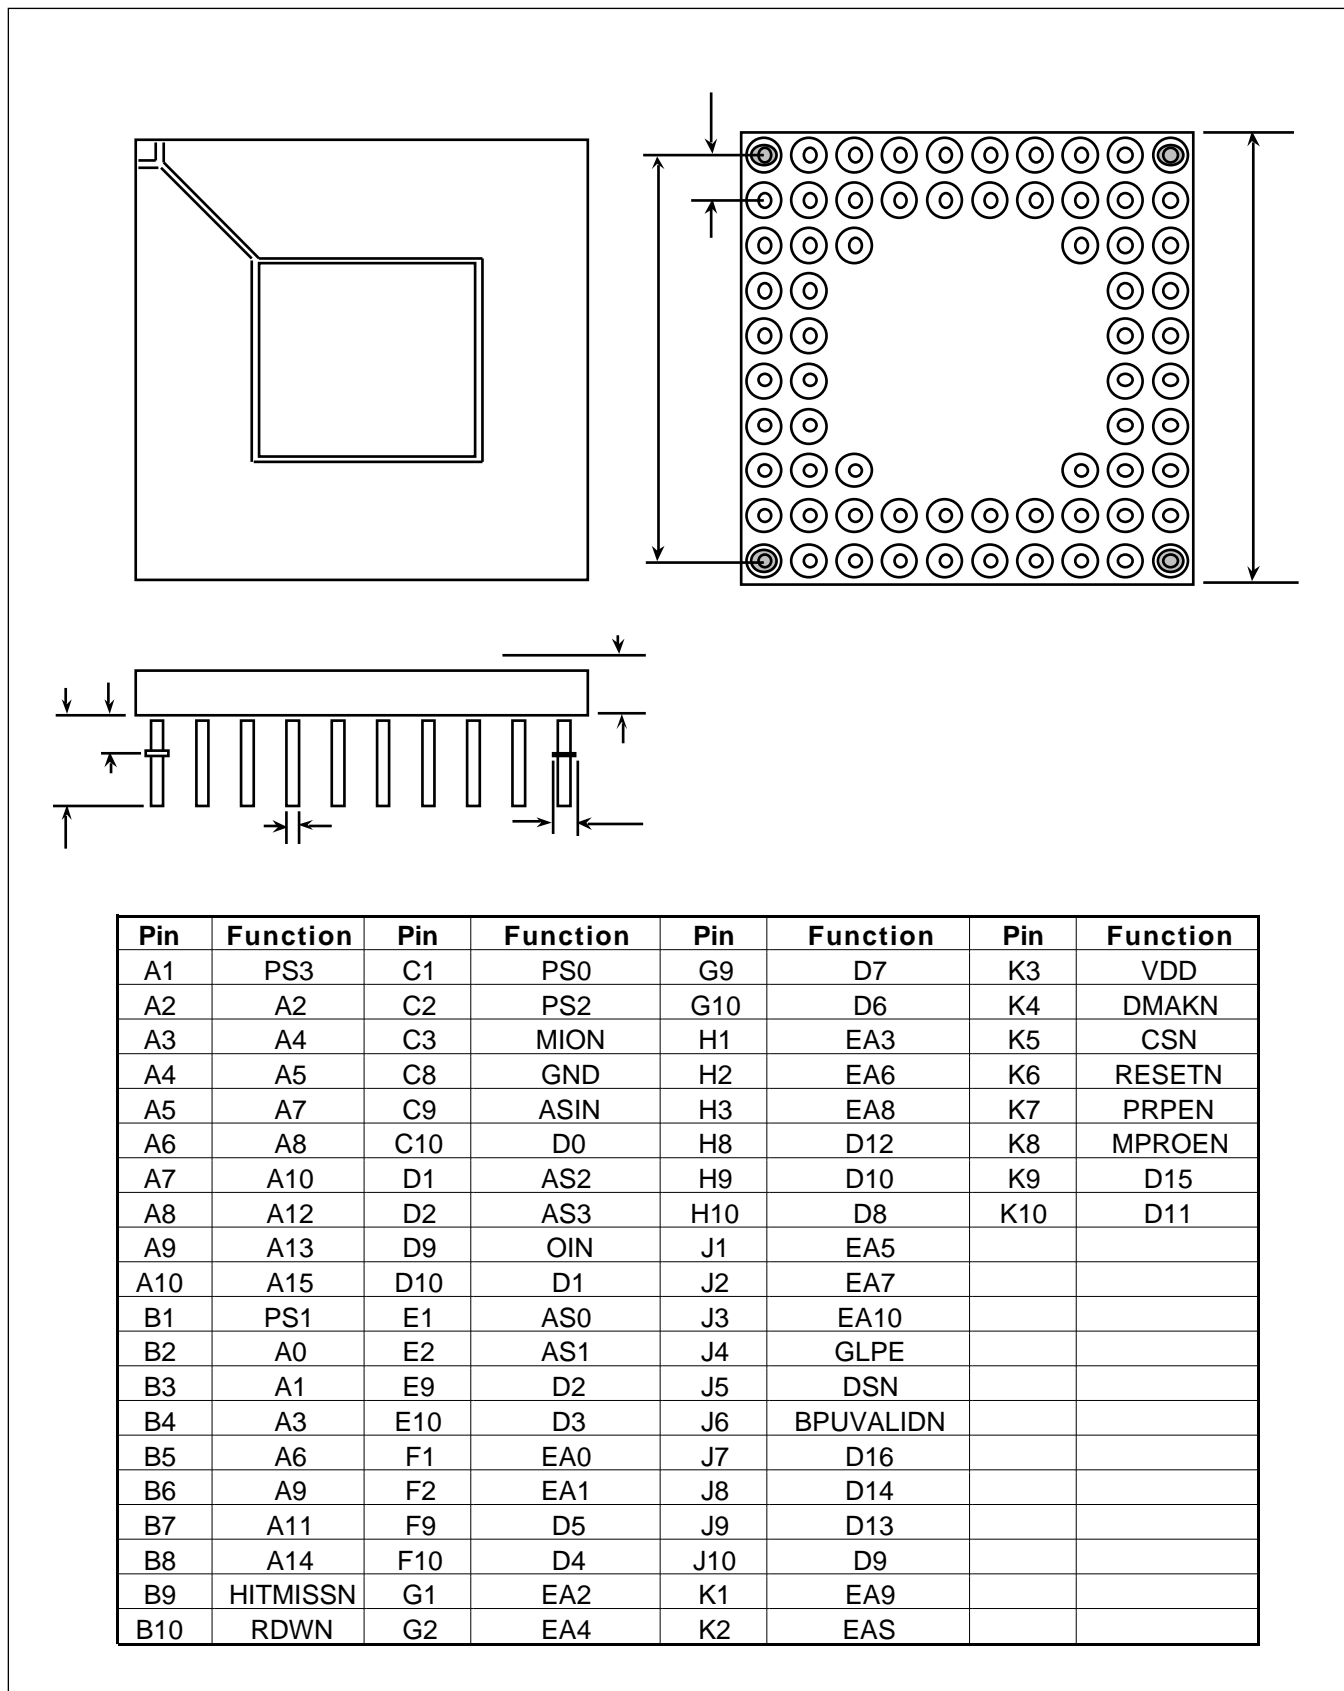 Pin Function Pin Function Pin Function Pin Function
A1 PS3 C1 PS0 G9 D7 K3 VDD
A2 A2 C2 PS2 G10 D6 K4 DMAKN
A3 A4 C3 MION H1 EA3 K5 CSN
A4 A5 C8 GND H2 EA6 K6 RESETN
A5 A7 C9 ASIN H3 EA8 K7 PRPEN
A6 A8 C10 D0 H8 D12 K8 MPROEN
A7 A10 D1 AS2 H9 D10 K9 D15
A8 A12 D2 AS3 H10 D8 K10 D11
A9 A13 D9 OIN J1 EA5
A10 A15 D10 D1 J2 EA7
B1 PS1 E1 AS0 J3 EA10
B2 A0 E2 AS1 J4 GLPE
B3 A1 E9 D2 J5 DSN
B4 A3 E10 D3 J6 BPUVALIDN
B5 A6 F1 EA0 J7 D16
B6 A9 F2 EA1 J8 D14
B7 A11 F9 D5 J9 D13
B8 A14 F10 D4 J10 D9
B9 HITMISSN G1 EA2 K1 EA9
B10 RDWN G2 EA4 K2 EAS